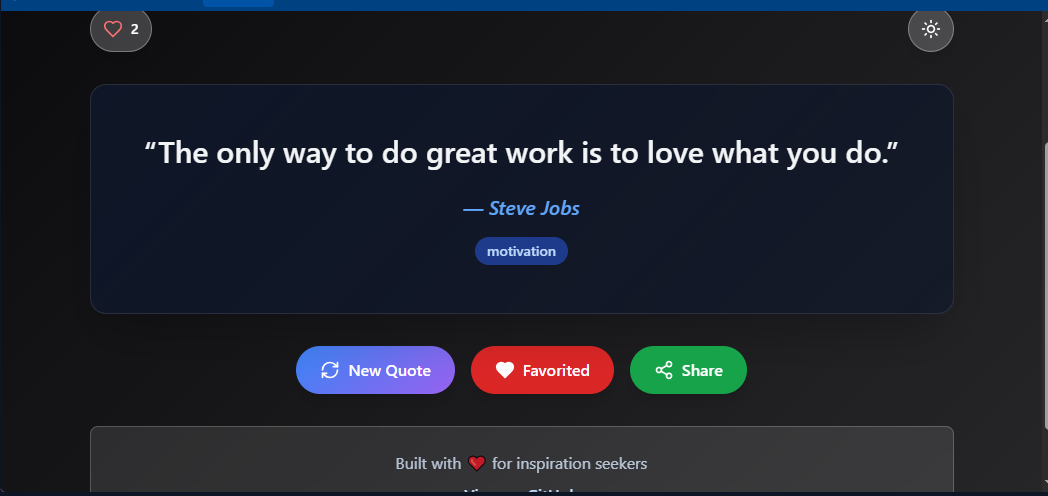 2
“The only way to do great work is to love what you do.”
— Steve Jobs
motivation
New Quote
Favorited
Share
Built with ❤️ for inspiration seekers